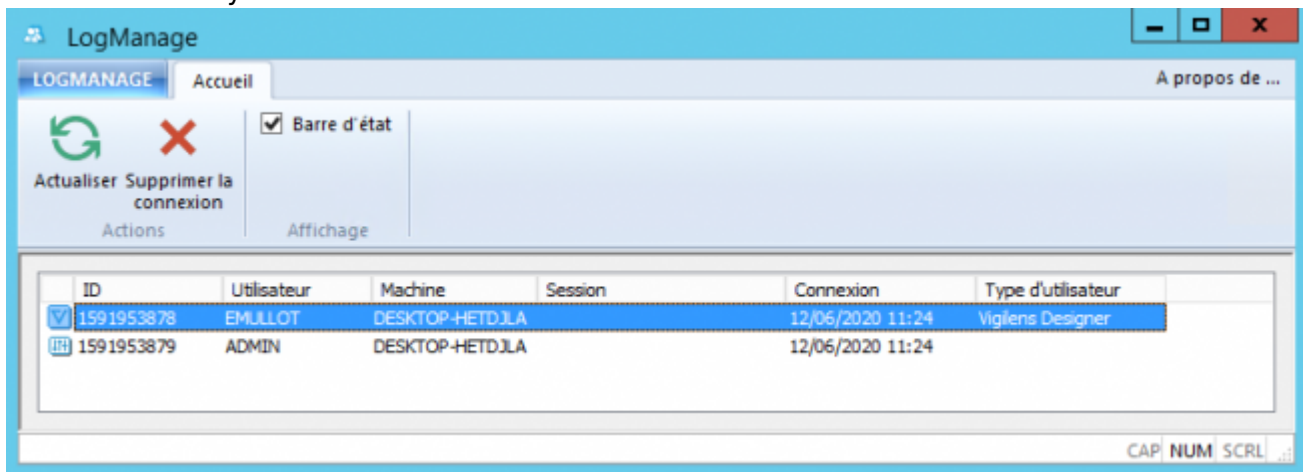 LogManage
LOGMANAGE Accueil A propos de ...
Barre d'état
Actualiser Supprimer la
connexion
Actions Affichage
ID Utilisateur Machine Session Connexion Type d'utilisateur
1591953878 EMULLOT DESKTOP-HETDJLA 12/06/2020 11:24 Vigilens Designer
1591953879 ADMIN DESKTOP-HETDJLA 12/06/2020 11:24
CAP NUM SCRL